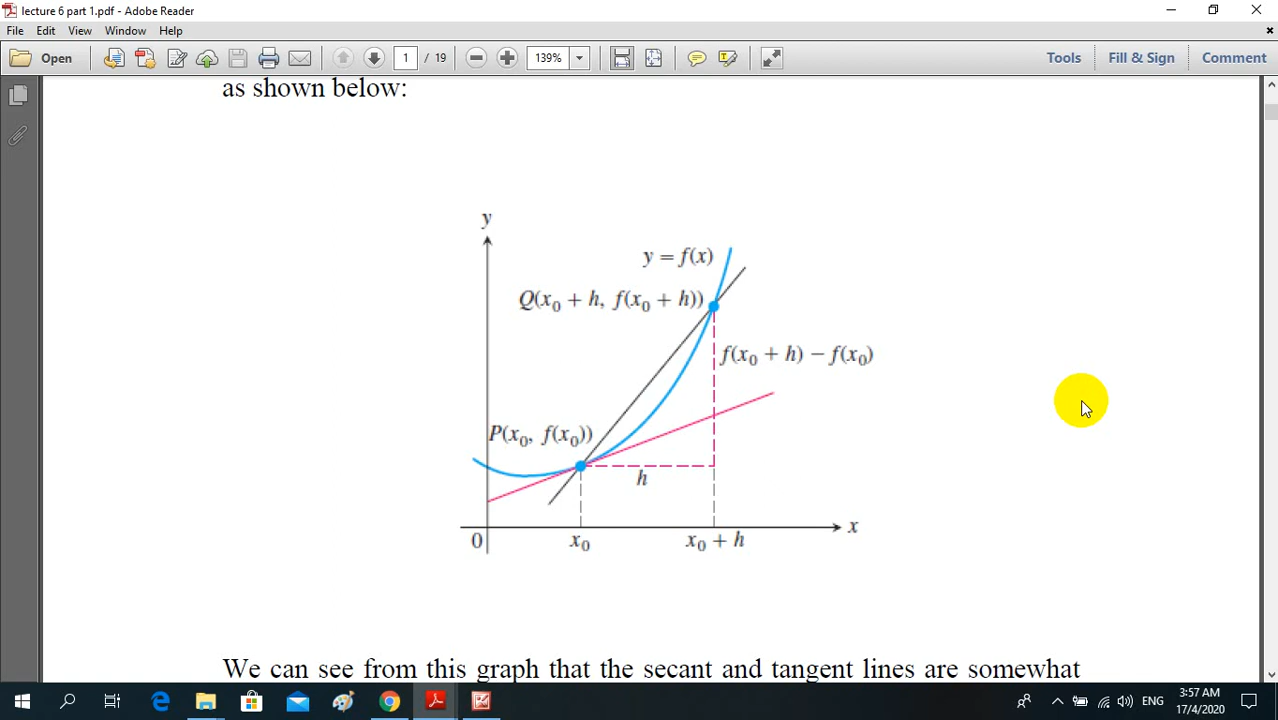 lecture 6 part 1.pdf - Adobe Reader
File Edit View Window Help
Open 1 / 19 139% Tools Fill & Sign Comment
as shown below:
y
y = f(x)
Q(x₀ + h, f(x₀ + h))
f(x₀ + h) − f(x₀)
P(x₀, f(x₀))
h
x
0 x₀ x₀ + h
We can see from this graph that the secant and tangent lines are somewhat
ENG 3:57 AM
17/4/2020